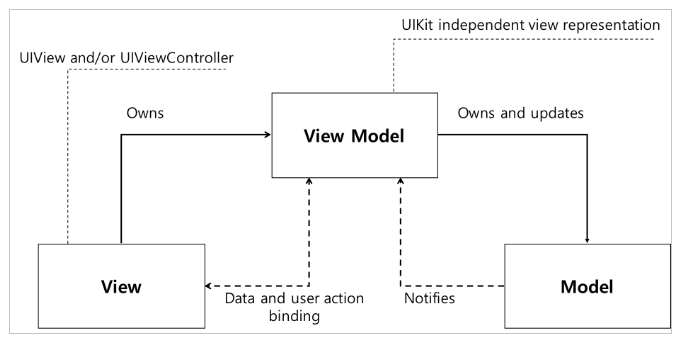 UIKit independent view representation
UIView and/or UIViewController
Owns
View Model
Owns and updates
View
Data and user action
binding
Notifies
Model